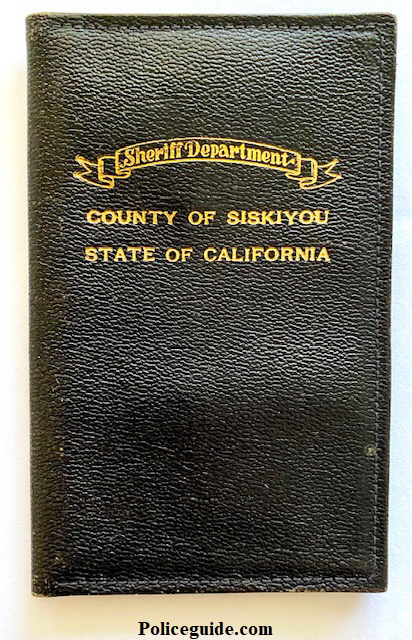 Sheriff Department
COUNTY OF SISKIYOU
STATE OF CALIFORNIA
Policeguide.com